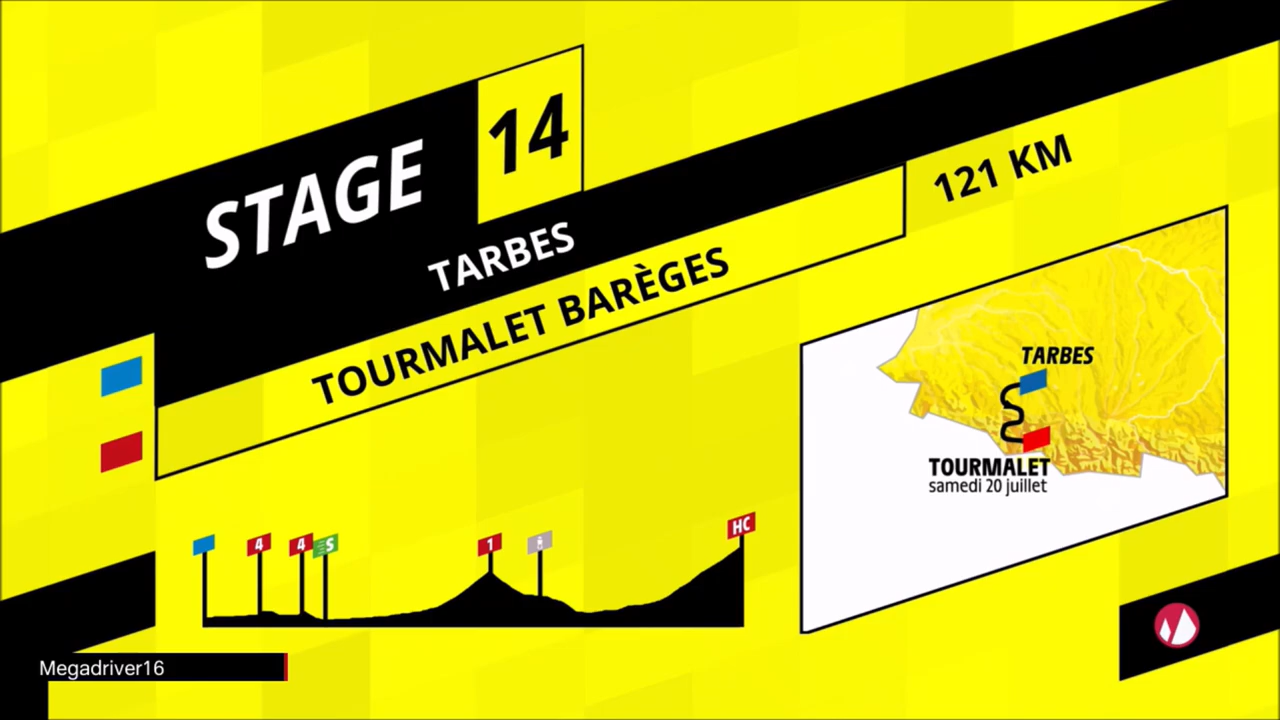 STAGE 14
TARBES
TOURMALET BARÈGES
121 KM
TARBES
TOURMALET
samedi 20 juillet
4
4
S
1
HC
Megadriver16